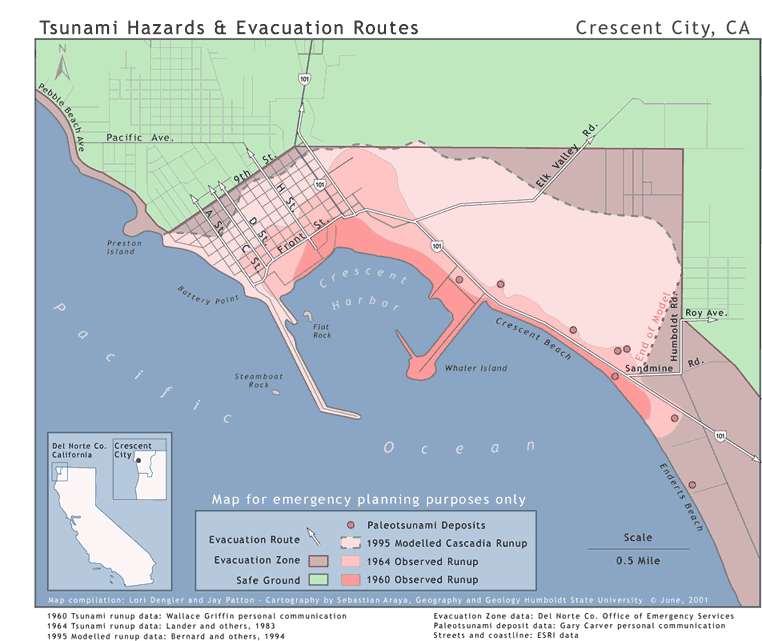 Tsunami Hazards & Evacuation Routes
Crescent City, CA
N
101
Pebble Beach Ave
Pacific Ave.
9th St.
101
Elk Valley Rd.
A St.
D St.
H St.
C St.
Front St.
101
Preston
Island
Battery Point
Crescent
Harbor
Flat
Rock
Steamboat
Rock
Whaler Island
Crescent Beach
End of Model
Humboldt Rd.
Roy Ave.
Sandmine Rd.
101
Enderts Beach
Pacific
Ocean
Del Norte Co.
California
Crescent
City
Map for emergency planning purposes only
Evacuation Route
Evacuation Zone
Safe Ground
Paleotsunami Deposits
1995 Modelled Cascadia Runup
1964 Observed Runup
1960 Observed Runup
Scale
0.5 Mile
Map compilation: Lori Dengler and Jay Patton - Cartography by Sebastian Araya, Geography and Geology Humboldt State University © June, 2001
1960 Tsunami runup data: Wallace Griffin personal communication
1964 Tsunami runup data: Lander and others, 1983
1995 Modelled runup data: Bernard and others, 1994
Evacuation Zone data: Del Norte Co. Office of Emergency Services
Paleotsunami deposit data: Gary Carver personal communication
Streets and coastline: ESRI data